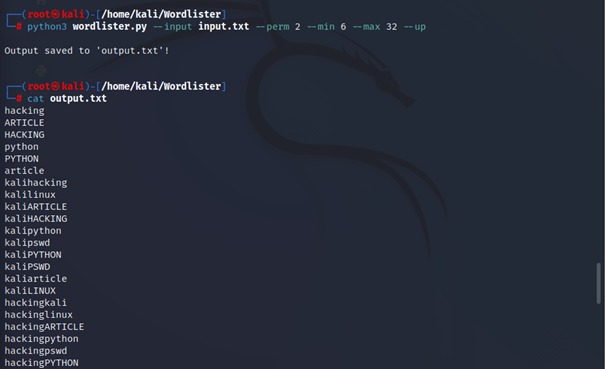 ┌──(root㉿kali)-[/home/kali/Wordlister]
└─# python3 wordlister.py --input input.txt --perm 2 --min 6 --max 32 --up
Output saved to 'output.txt'!
┌──(root㉿kali)-[/home/kali/Wordlister]
└─# cat output.txt
hacking
ARTICLE
HACKING
python
PYTHON
article
kalihacking
kalilinux
kaliARTICLE
kaliHACKING
kalipython
kalipswd
kaliPYTHON
kaliPSWD
kaliarticle
kaliLINUX
hackingkali
hackinglinux
hackingARTICLE
hackingpython
hackingpswd
hackingPYTHON